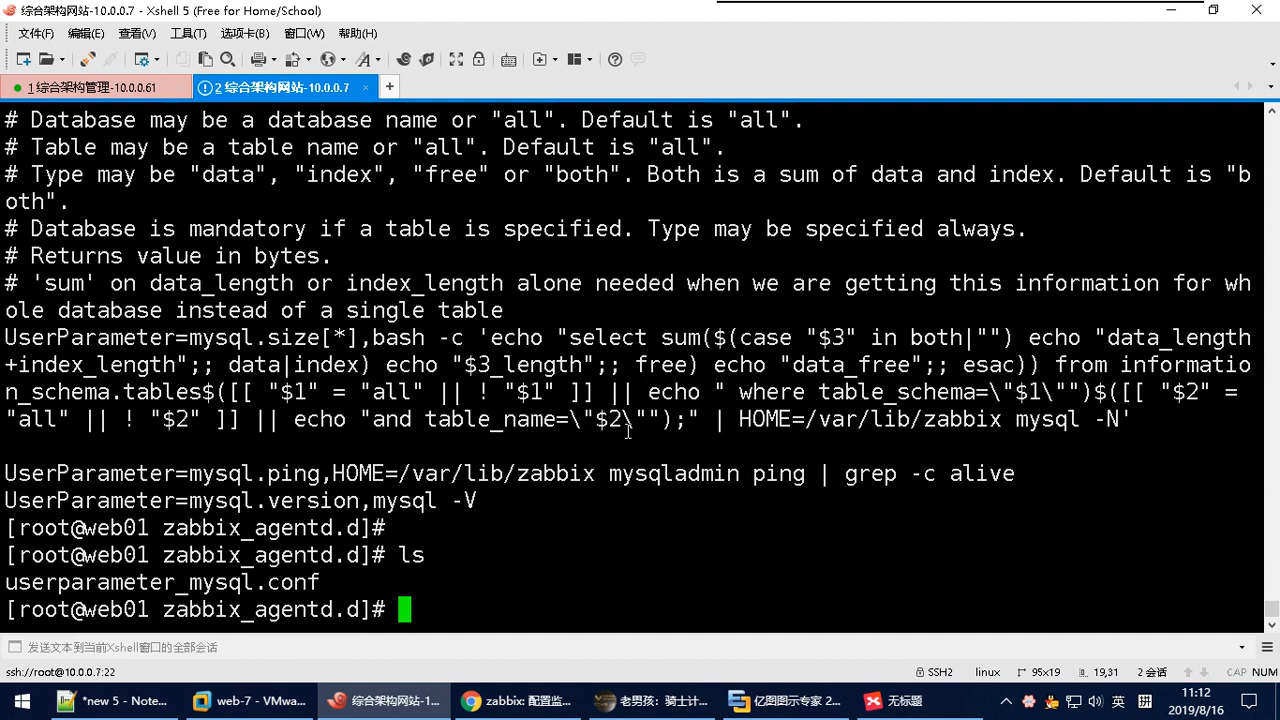 综合架构网站-10.0.0.7 - Xshell 5 (Free for Home/School)
文件(F) 编辑(E) 查看(V) 工具(T) 选项卡(B) 窗口(W) 帮助(H)
1 综合架构管理-10.0.0.61 2 综合架构网站-10.0.0.7 × +
# Database may be a database name or "all". Default is "all".
# Table may be a table name or "all". Default is "all".
# Type may be "data", "index", "free" or "both". Both is a sum of data and index. Default is "b
oth".
# Database is mandatory if a table is specified. Type may be specified always.
# Returns value in bytes.
# 'sum' on data_length or index_length alone needed when we are getting this information for wh
ole database instead of a single table
UserParameter=mysql.size[*],bash -c 'echo "select sum($(case "$3" in both|"") echo "data_length
+index_length";; data|index) echo "$3_length";; free) echo "data_free";; esac)) from informatio
n_schema.tables$([[ "$1" = "all" || ! "$1" ]] || echo " where table_schema=\"$1\"")$([[ "$2" =
"all" || ! "$2" ]] || echo "and table_name=\"$2\"");" | HOME=/var/lib/zabbix mysql -N'
UserParameter=mysql.ping,HOME=/var/lib/zabbix mysqladmin ping | grep -c alive
UserParameter=mysql.version,mysql -V
[root@web01 zabbix_agentd.d]#
[root@web01 zabbix_agentd.d]# ls
userparameter_mysql.conf
[root@web01 zabbix_agentd.d]#
发送文本到当前Xshell窗口的全部会话
ssh://root@10.0.0.7:22 SSH2 linux 95x19 19,31 2 会话 CAP NUM
*new 5 - Note... web-7 - VMwa... 综合架构网站-1... zabbix: 配置监... 老男孩：骑士计... 亿图图示专家 2... 无标题 英 拼 11:12
2019/8/16